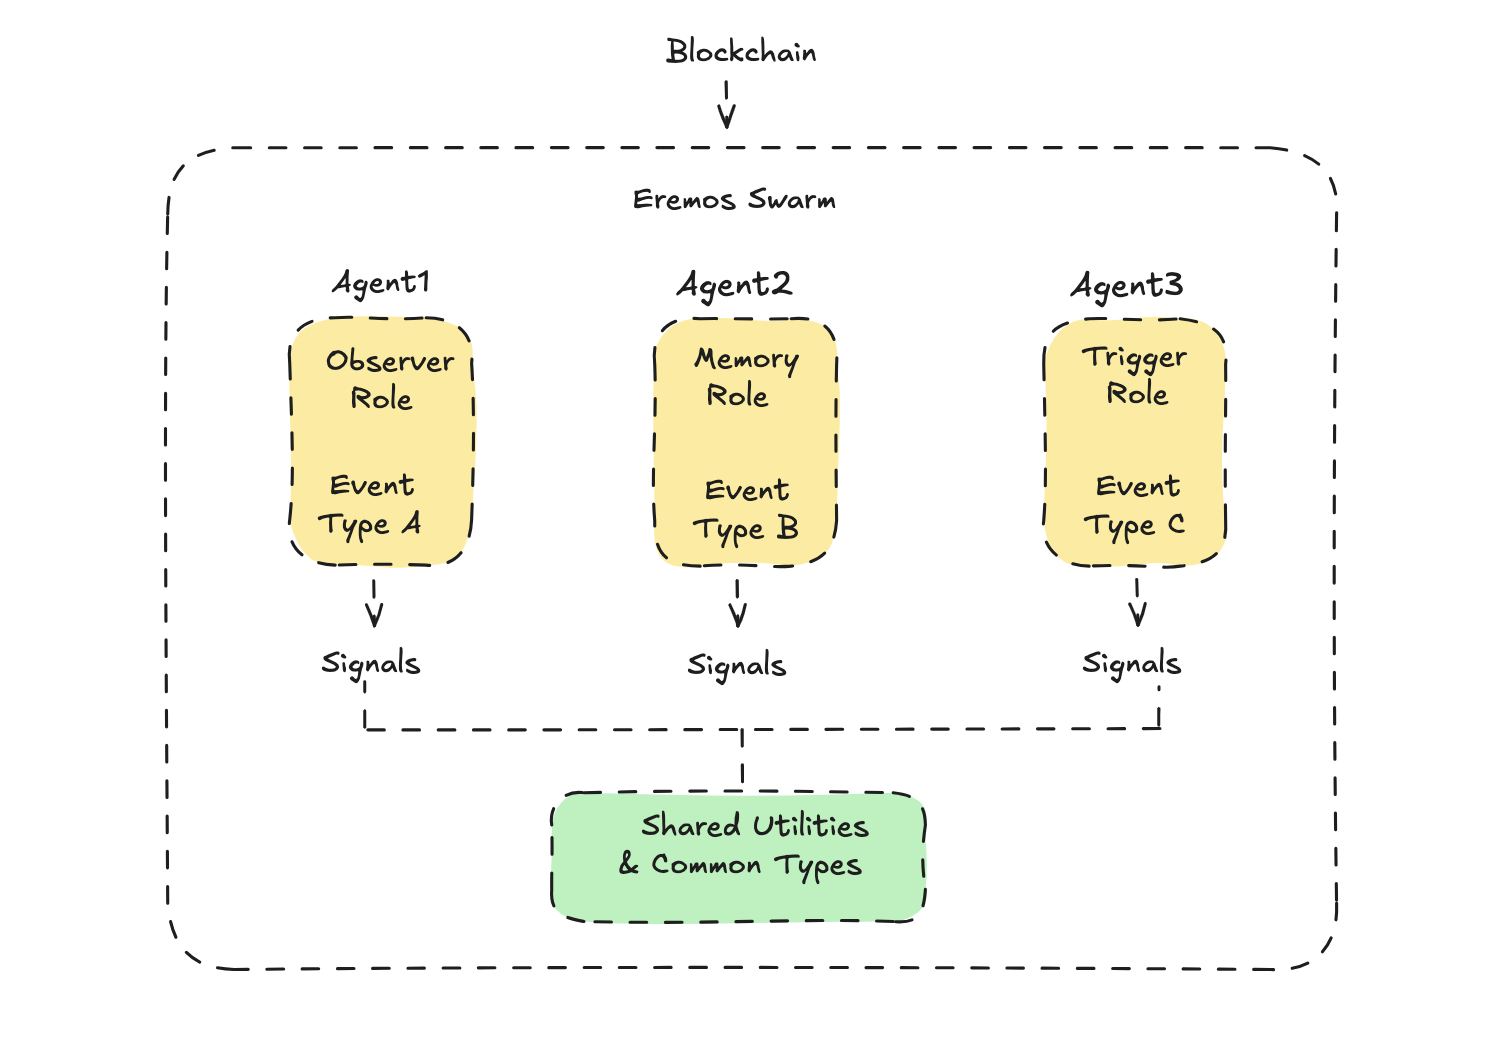 Blockchain
Eremos Swarm
Agent1
Observer
Role
Event
Type A
Signals
Agent2
Memory
Role
Event
Type B
Signals
Agent3
Trigger
Role
Event
Type C
Signals
Shared Utilities
& Common Types